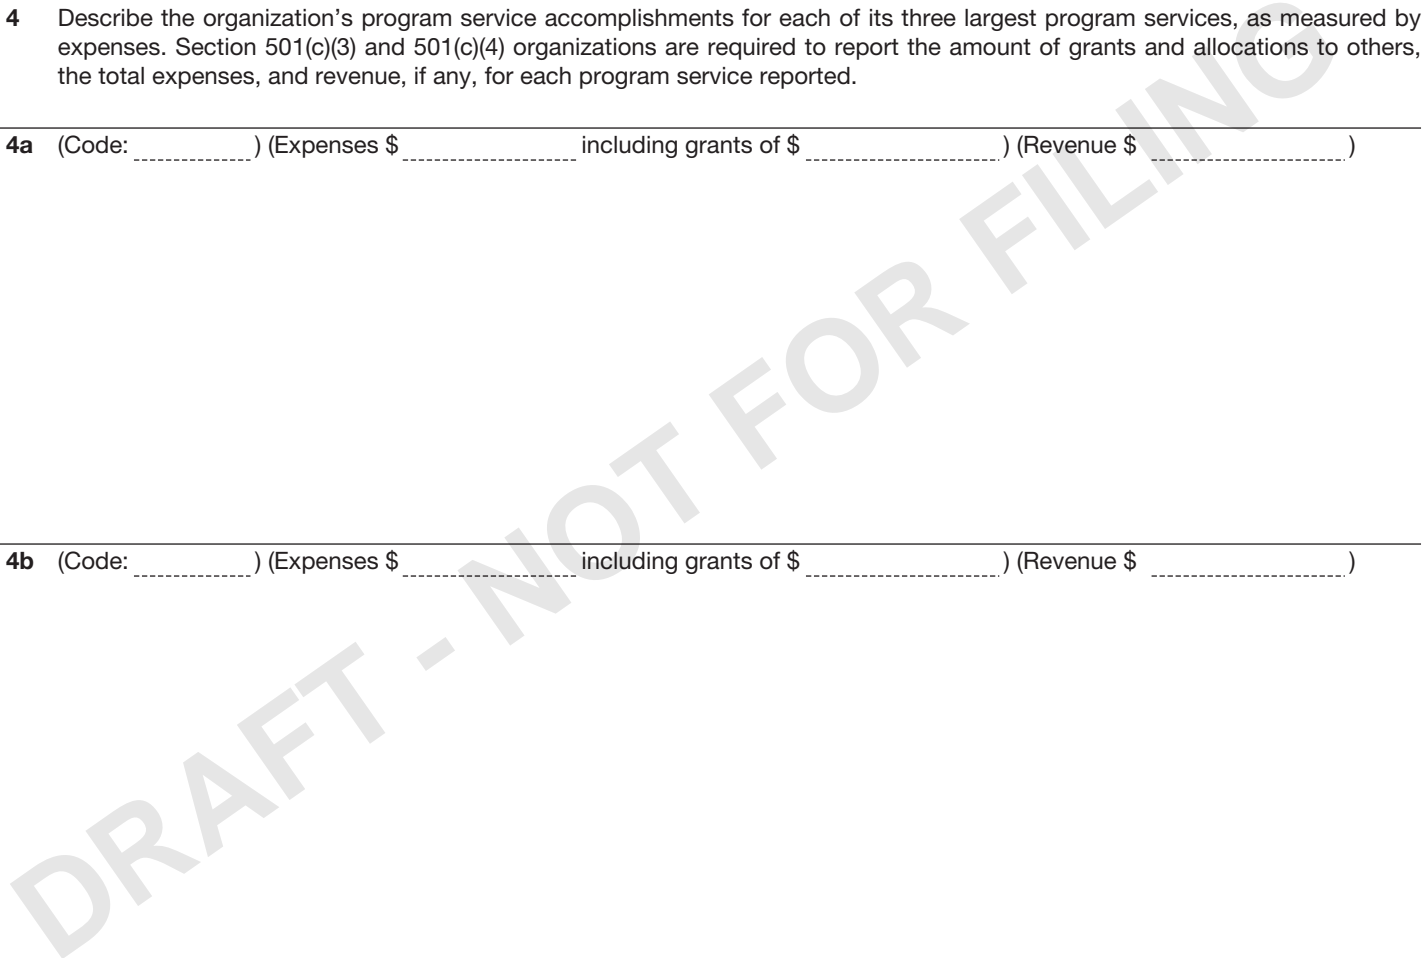 4 Describe the organization’s program service accomplishments for each of its three largest program services, as measured by
expenses. Section 501(c)(3) and 501(c)(4) organizations are required to report the amount of grants and allocations to others,
the total expenses, and revenue, if any, for each program service reported.
4a (Code: ) (Expenses $ including grants of $ ) (Revenue $ )
4b (Code: ) (Expenses $ including grants of $ ) (Revenue $ )
DRAFT - NOT FOR FILING